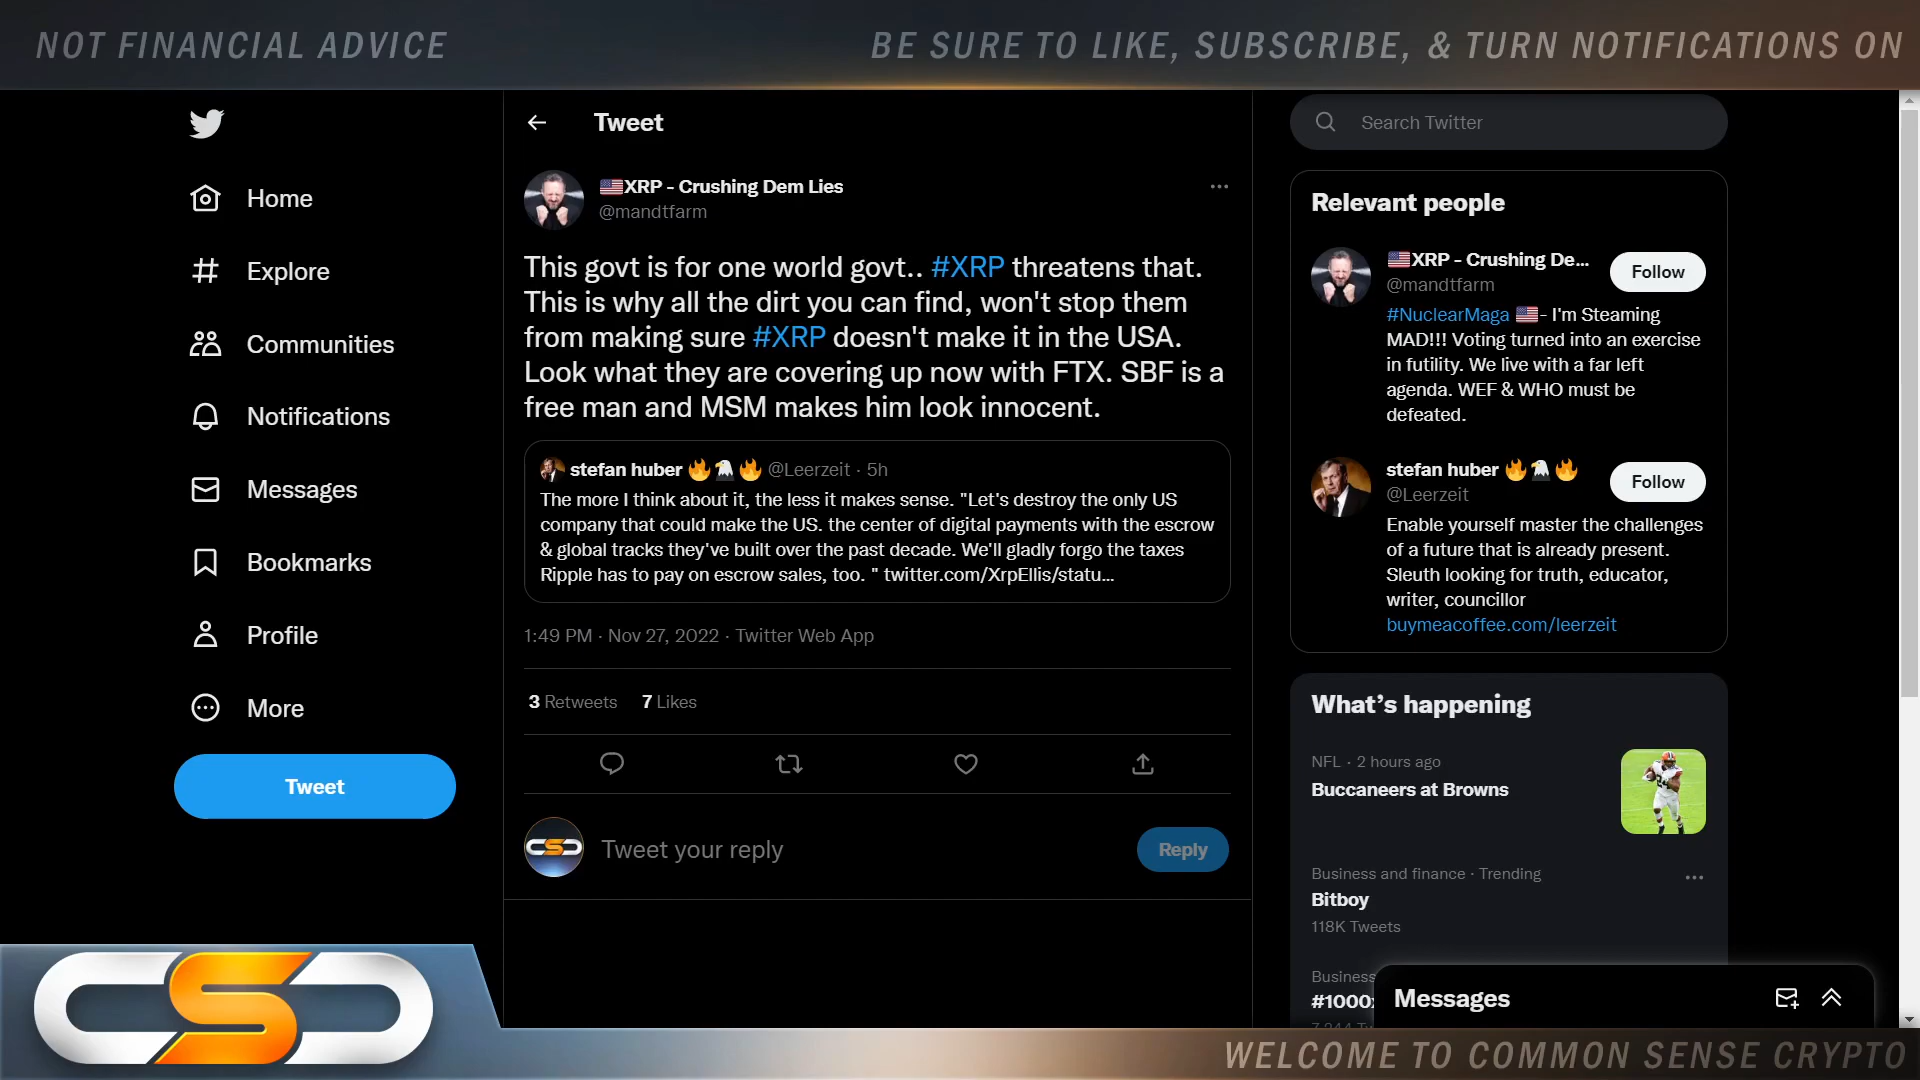 NOT FINANCIAL ADVICE
BE SURE TO LIKE, SUBSCRIBE, & TURN NOTIFICATIONS ON
Home
Explore
Communities
Notifications
Messages
Bookmarks
Profile
More
Tweet
Tweet
XRP - Crushing Dem Lies
@mandtfarm
This govt is for one world govt.. #XRP threatens that.
This is why all the dirt you can find, won't stop them
from making sure #XRP doesn't make it in the USA.
Look what they are covering up now with FTX. SBF is a
free man and MSM makes him look innocent.
stefan huber @Leerzeit · 5h
The more I think about it, the less it makes sense. "Let's destroy the only US
company that could make the US. the center of digital payments with the escrow
& global tracks they've built over the past decade. We'll gladly forgo the taxes
Ripple has to pay on escrow sales, too. " twitter.com/XrpEllis/statu...
1:49 PM · Nov 27, 2022 · Twitter Web App
3 Retweets 7 Likes
CSC
Tweet your reply
Reply
Search Twitter
Relevant people
XRP - Crushing De...
@mandtfarm
Follow
#NuclearMaga - I'm Steaming
MAD!!! Voting turned into an exercise
in futility. We live with a far left
agenda. WEF & WHO must be
defeated.
stefan huber
@Leerzeit
Follow
Enable yourself master the challenges
of a future that is already present.
Sleuth looking for truth, educator,
writer, councillor
buymeacoffee.com/leerzeit
What's happening
NFL · 2 hours ago
Buccaneers at Browns
Business and finance · Trending
Bitboy
118K Tweets
Business
#1000x
Messages
CSC
WELCOME TO COMMON SENSE CRYPTO